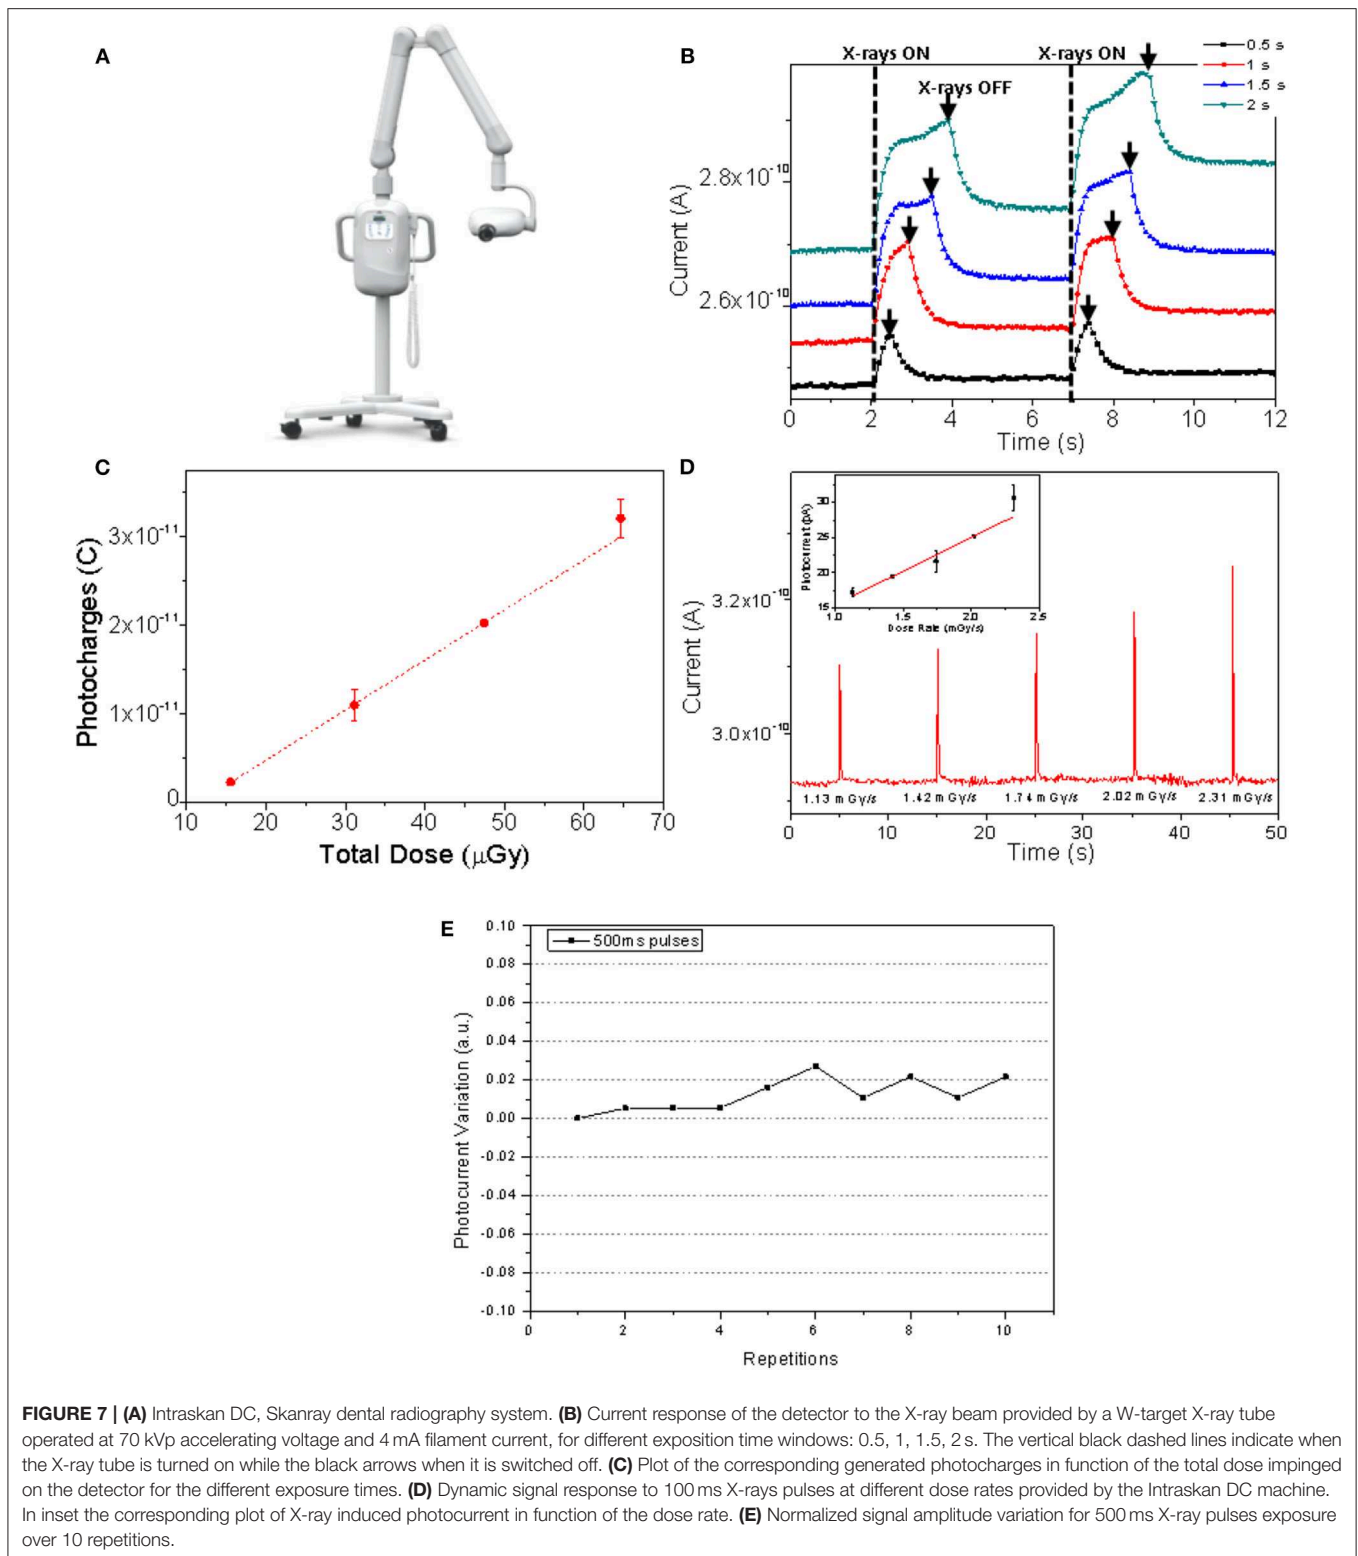 A
B
X-rays ON
X-rays ON
X-rays OFF
0.5 s
1 s
1.5 s
2 s
2.8x10⁻¹⁰
2.6x10⁻¹⁰
Current (A)
0 2 4 6 8 10 12
Time (s)
C
3x10⁻¹¹
2x10⁻¹¹
1x10⁻¹¹
0
Photocharges (C)
10 20 30 40 50 60 70
Total Dose (μGy)
D
30
25
20
15
Photocurrent (pA)
1.0 1.5 2.0 2.5
Dose Rate (mGy/s)
3.2x10⁻¹⁰
3.0x10⁻¹⁰
Current (A)
1.13 mGy/s 1.42 mGy/s 1.74 mGy/s 2.02 mGy/s 2.31 mGy/s
0 10 20 30 40 50
Time (s)
E
500ms pulses
0.10
0.08
0.06
0.04
0.02
0.00
-0.02
-0.04
-0.06
-0.08
-0.10
Photocurrent Variation (a.u.)
0 2 4 6 8 10
Repetitions
FIGURE 7 | (A) Intraskan DC, Skanray dental radiography system. (B) Current response of the detector to the X-ray beam provided by a W-target X-ray tube
operated at 70 kVp accelerating voltage and 4 mA filament current, for different exposition time windows: 0.5, 1, 1.5, 2 s. The vertical black dashed lines indicate when
the X-ray tube is turned on while the black arrows when it is switched off. (C) Plot of the corresponding generated photocharges in function of the total dose impinged
on the detector for the different exposure times. (D) Dynamic signal response to 100 ms X-rays pulses at different dose rates provided by the Intraskan DC machine.
In inset the corresponding plot of X-ray induced photocurrent in function of the dose rate. (E) Normalized signal amplitude variation for 500 ms X-ray pulses exposure
over 10 repetitions.